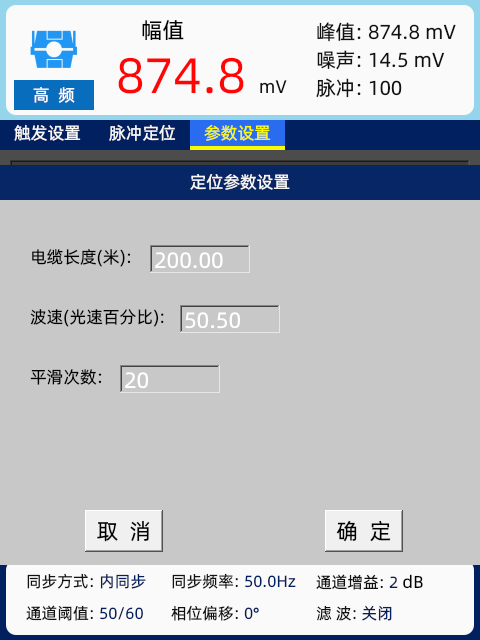 幅值
874.8 mV
高 频
峰值: 874.8 mV
噪声: 14.5 mV
脉冲: 100
触发设置 脉冲定位 参数设置
定位参数设置
电缆长度(米): 200.00
波速(光速百分比): 50.50
平滑次数: 20
取 消 确 定
同步方式: 内同步 同步频率: 50.0Hz 通道增益: 2 dB
通道阈值: 50/60 相位偏移: 0° 滤 波: 关闭